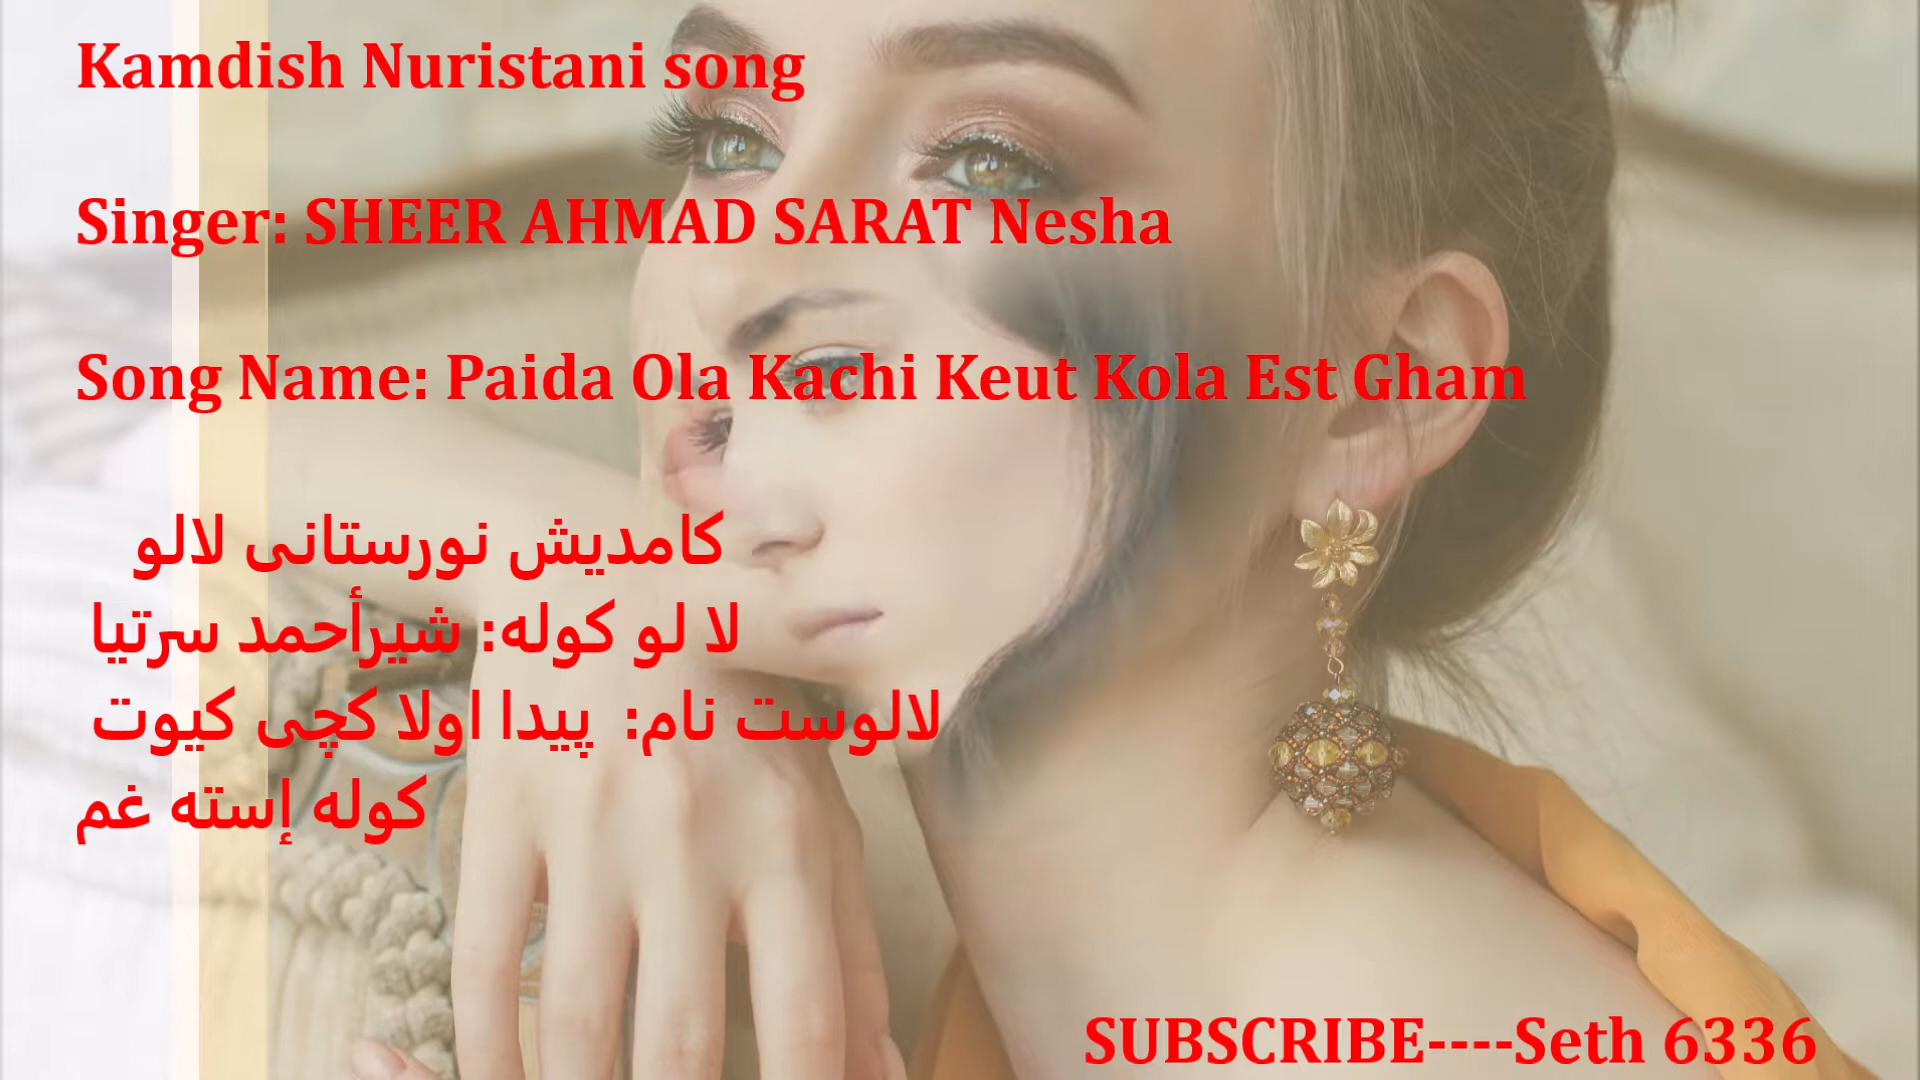 Kamdish Nuristani song
Singer: SHEER AHMAD SARAT Nesha
Song Name: Paida Ola Kachi Keut Kola Est Gham
کامدیش نورستانی لالو
لا لو کوله: شیرأحمد سرتیا
لالوست نام: پیدا اولا کچی کیوت
کوله إسته غم
SUBSCRIBE----Seth 6336